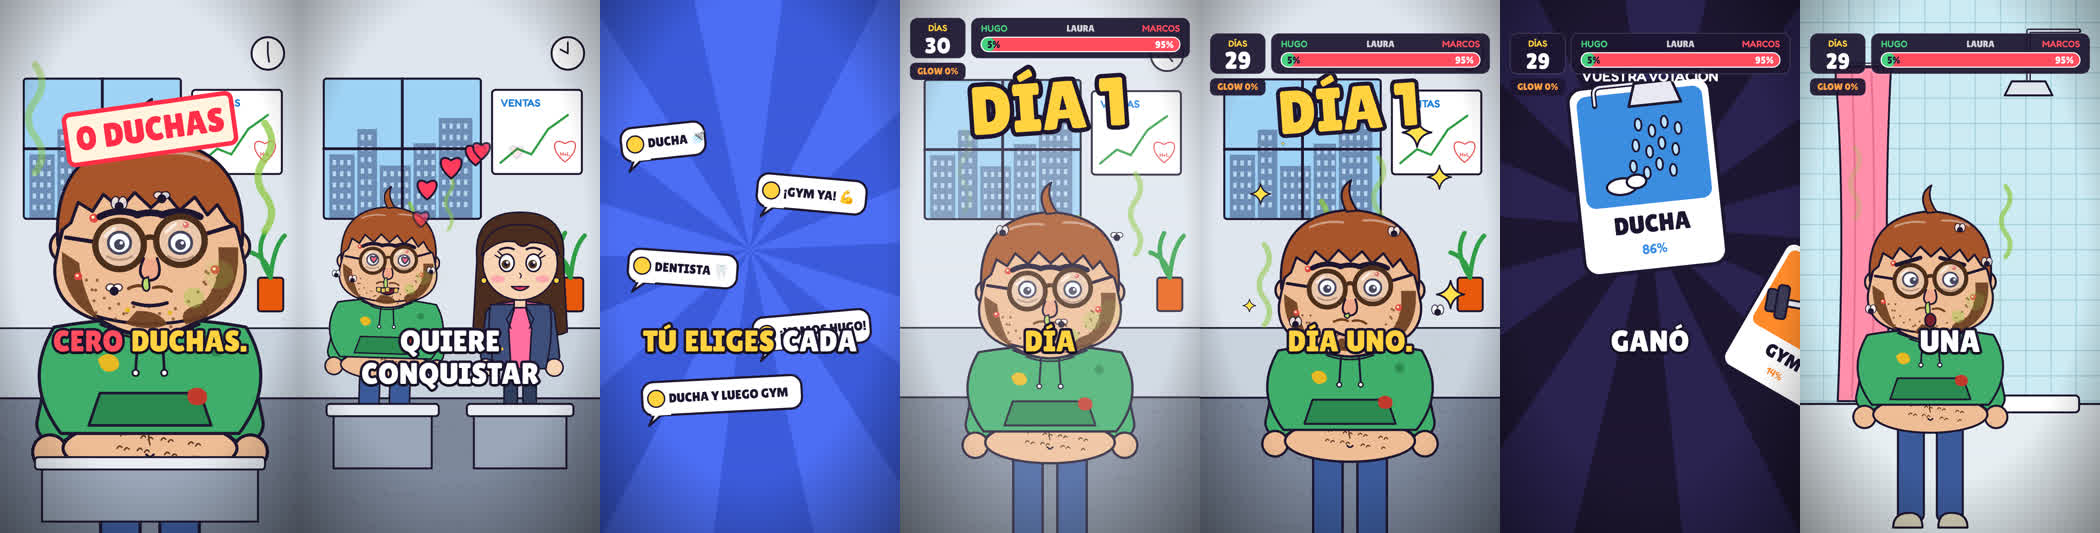 0 DUCHAS
CERO DUCHAS.
VENTAS
QUIERE
CONQUISTAR
DUCHA
¡GYM YA! 💪
DENTISTA 🦷
HUGO!
TÚ ELIGES CADA
DUCHA Y LUEGO GYM
DÍAS
30
HUGO
LAURA
MARCOS
5%
95%
GLOW 0%
DÍA 1
DÍA
DÍAS
29
HUGO
LAURA
MARCOS
5%
95%
GLOW 0%
DÍA 1
DÍA UNO.
DÍAS
29
HUGO
LAURA
MARCOS
5%
95%
GLOW 0%
VUESTRA VOTACIÓN
DUCHA
86%
GANÓ
GYM
14%
DÍAS
29
HUGO
LAURA
MARCOS
5%
95%
GLOW 0%
UNA